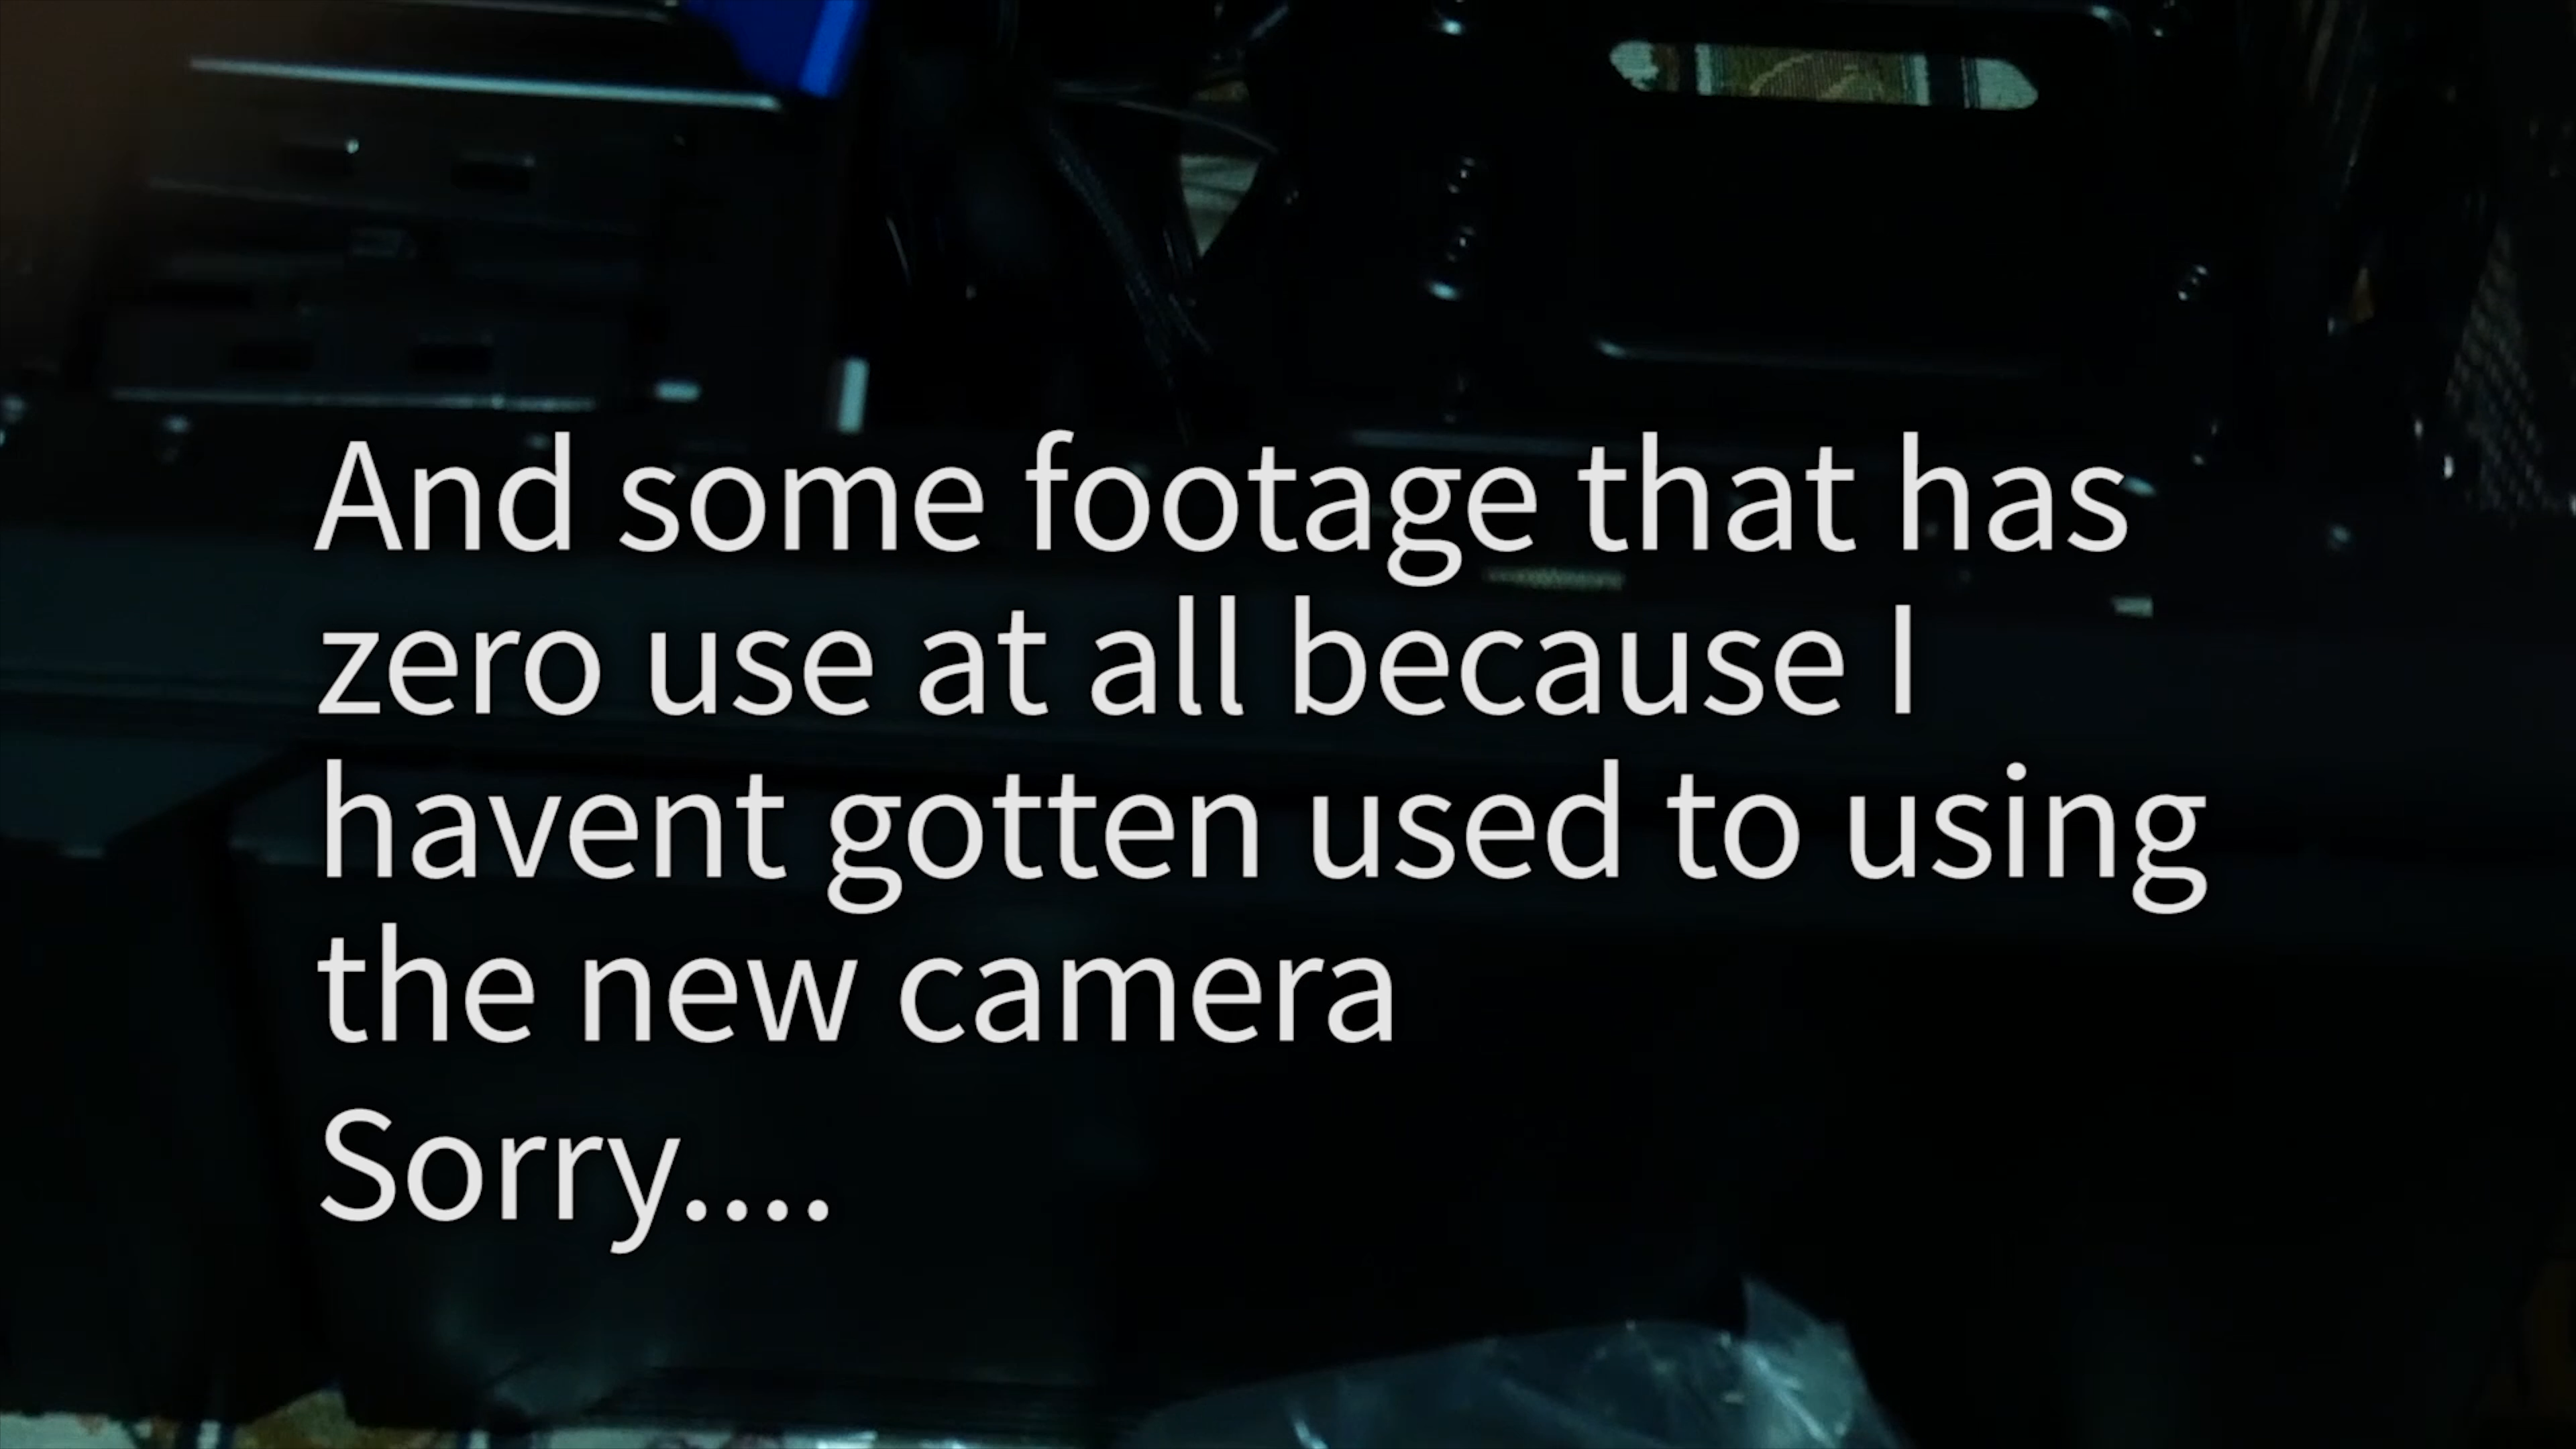 And some footage that has
zero use at all because I
havent gotten used to using
the new camera
Sorry....